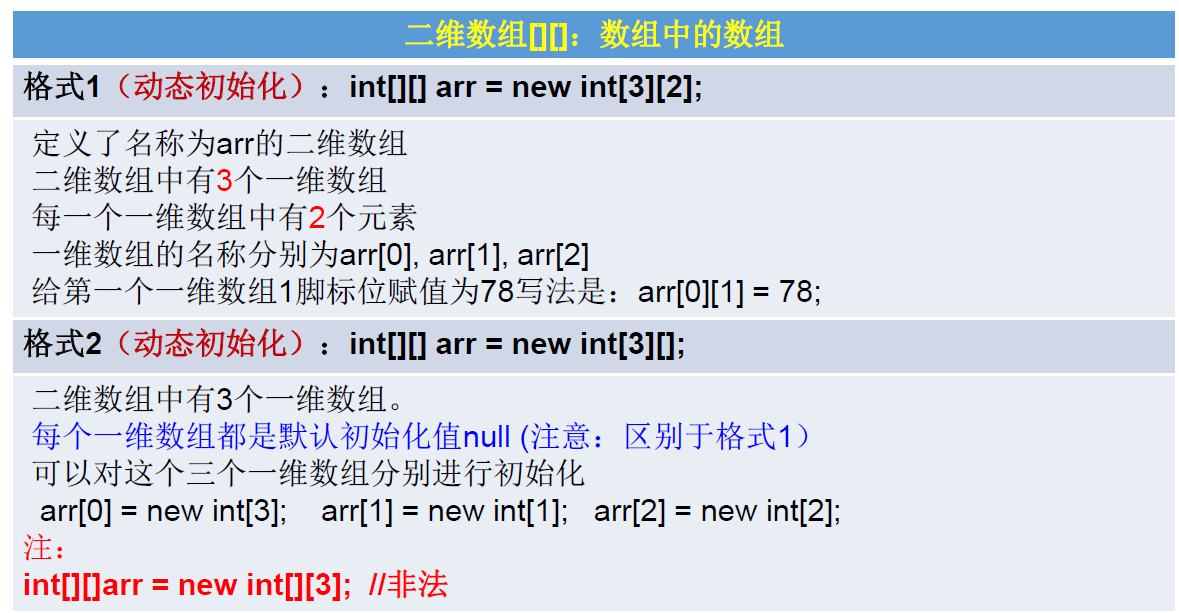 二维数组[][]：数组中的数组
格式1（动态初始化）：int[][] arr = new int[3][2];
定义了名称为arr的二维数组
二维数组中有3个一维数组
每一个一维数组中有2个元素
一维数组的名称分别为arr[0], arr[1], arr[2]
给第一个一维数组1脚标位赋值为78写法是：arr[0][1] = 78;
格式2（动态初始化）：int[][] arr = new int[3][];
二维数组中有3个一维数组。
每个一维数组都是默认初始化值null (注意：区别于格式1）
可以对这个三个一维数组分别进行初始化
arr[0] = new int[3];    arr[1] = new int[1];   arr[2] = new int[2];
注：
int[][]arr = new int[][3];  //非法